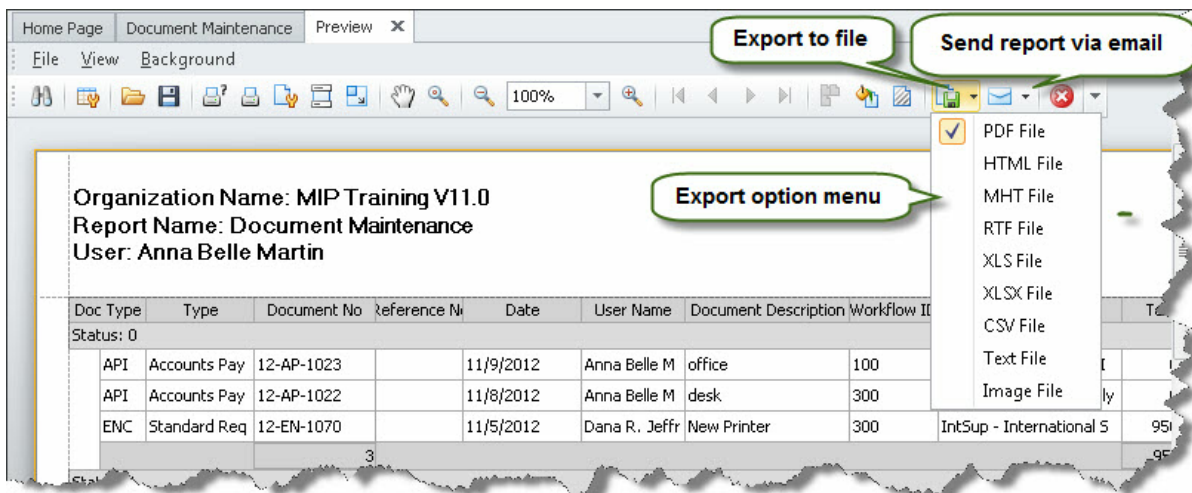 Home Page Document Maintenance Preview X
Export to file
Send report via email
File View Background
100%
PDF File
HTML File
MHT File
RTF File
XLS File
XLSX File
CSV File
Text File
Image File
Export option menu
Organization Name: MIP Training V11.0
Report Name: Document Maintenance
User: Anna Belle Martin
Doc Type Type Document No Reference N Date User Name Document Description Workflow ID
Status: 0
API Accounts Pay 12-AP-1023 11/9/2012 Anna Belle M office 100
API Accounts Pay 12-AP-1022 11/8/2012 Anna Belle M desk 300 ly
ENC Standard Req 12-EN-1070 11/5/2012 Dana R. Jeffr New Printer 300 IntSup - International S 95
3